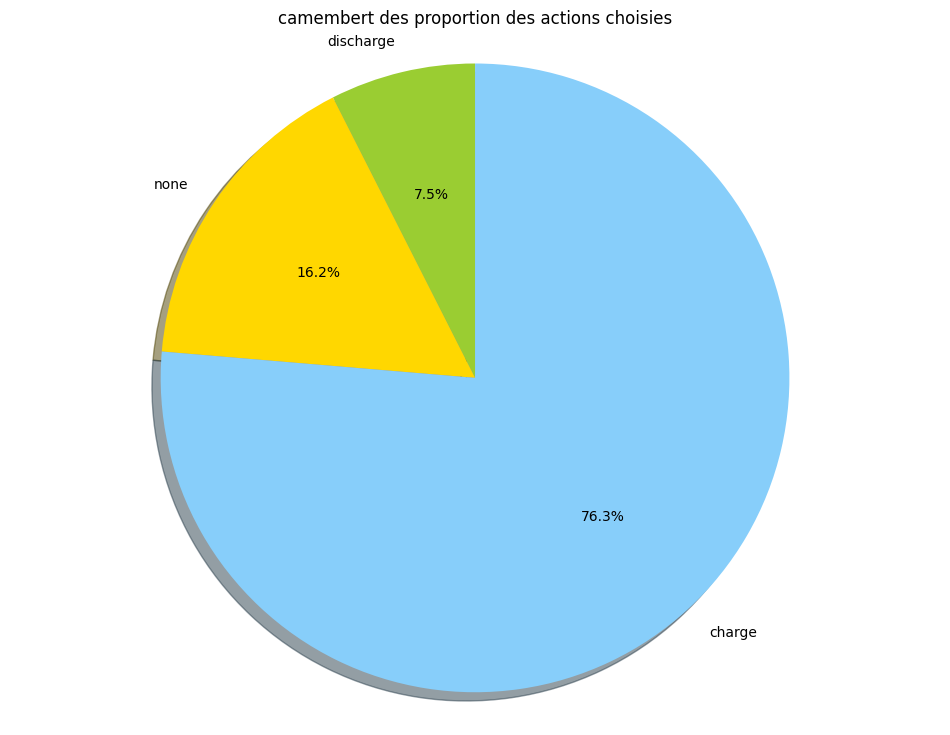 camembert des proportion des actions choisies
discharge
none
7.5%
16.2%
76.3%
charge